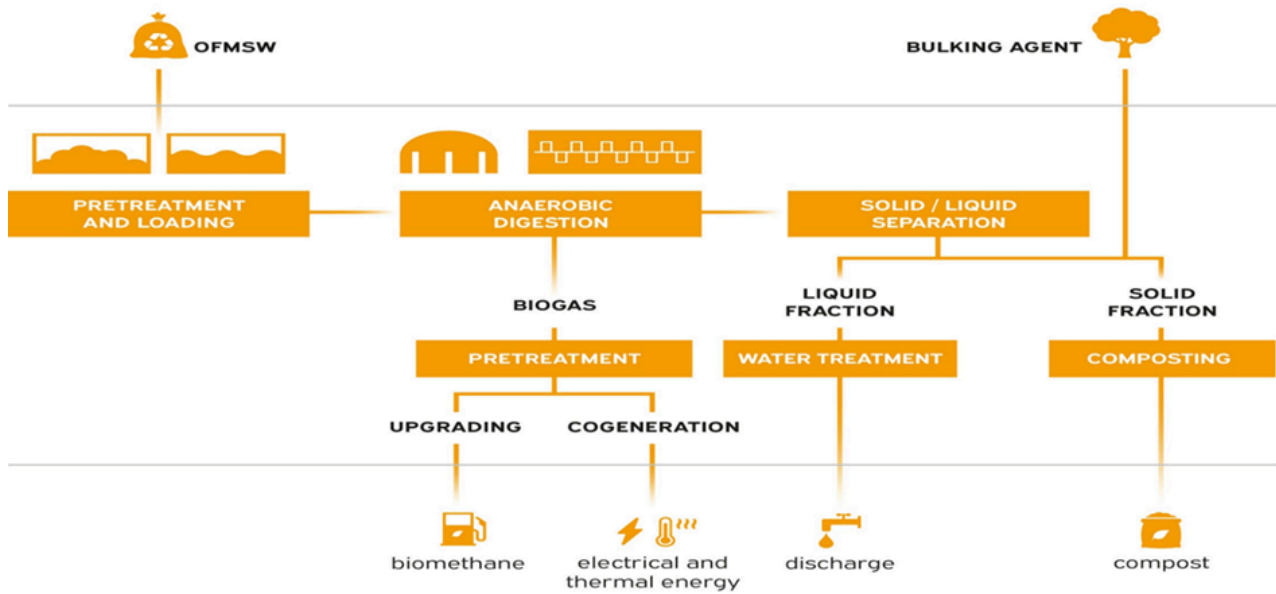 OFMSW
BULKING AGENT
PRETREATMENT
AND LOADING
ANAEROBIC
DIGESTION
SOLID / LIQUID
SEPARATION
BIOGAS
LIQUID
FRACTION
SOLID
FRACTION
PRETREATMENT
WATER TREATMENT
COMPOSTING
UPGRADING
COGENERATION
biomethane
electrical and
thermal energy
discharge
compost